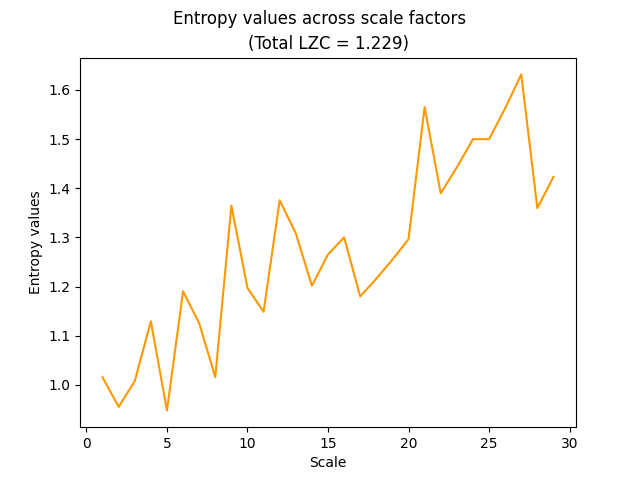 Entropy values across scale factors
(Total LZC = 1.229)
1.6
1.5
1.4
1.3
1.2
1.1
1.0
Entropy values
0 5 10 15 20 25 30
Scale